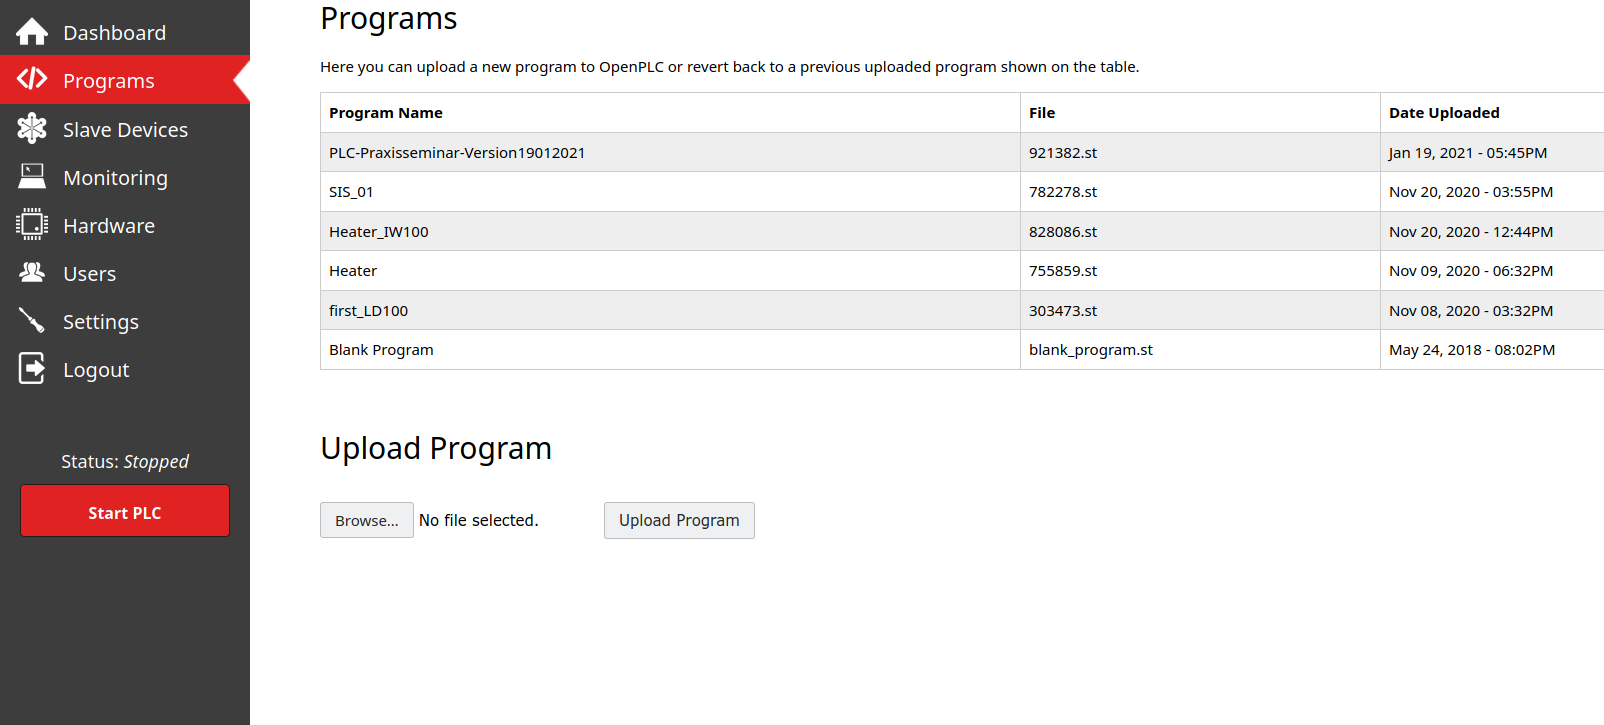 Dashboard
Programs
Slave Devices
Monitoring
Hardware
Users
Settings
Logout
Status: Stopped
Start PLC
Programs
Here you can upload a new program to OpenPLC or revert back to a previous uploaded program shown on the table.
Program Name File Date Uploaded
PLC-Praxisseminar-Version19012021 921382.st Jan 19, 2021 - 05:45PM
SIS_01 782278.st Nov 20, 2020 - 03:55PM
Heater_IW100 828086.st Nov 20, 2020 - 12:44PM
Heater 755859.st Nov 09, 2020 - 06:32PM
first_LD100 303473.st Nov 08, 2020 - 03:32PM
Blank Program blank_program.st May 24, 2018 - 08:02PM
Upload Program
Browse... No file selected. Upload Program